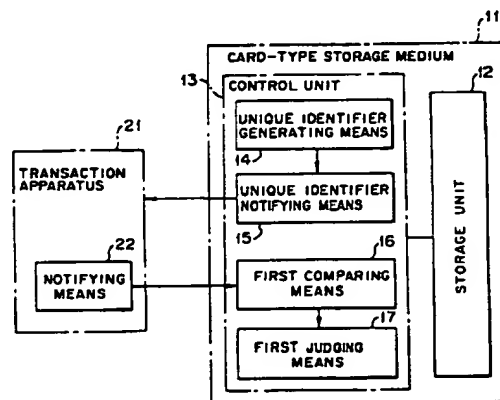 11
CARD-TYPE STORAGE MEDIUM
12
13
CONTROL UNIT
UNIQUE IDENTIFIER
GENERATING MEANS
14
21
TRANSACTION
APPARATUS
UNIQUE IDENTIFIER
NOTIFYING MEANS
15
STORAGE UNIT
22
NOTIFYING
MEANS
16
FIRST COMPARING
MEANS
17
FIRST JUDGING
MEANS